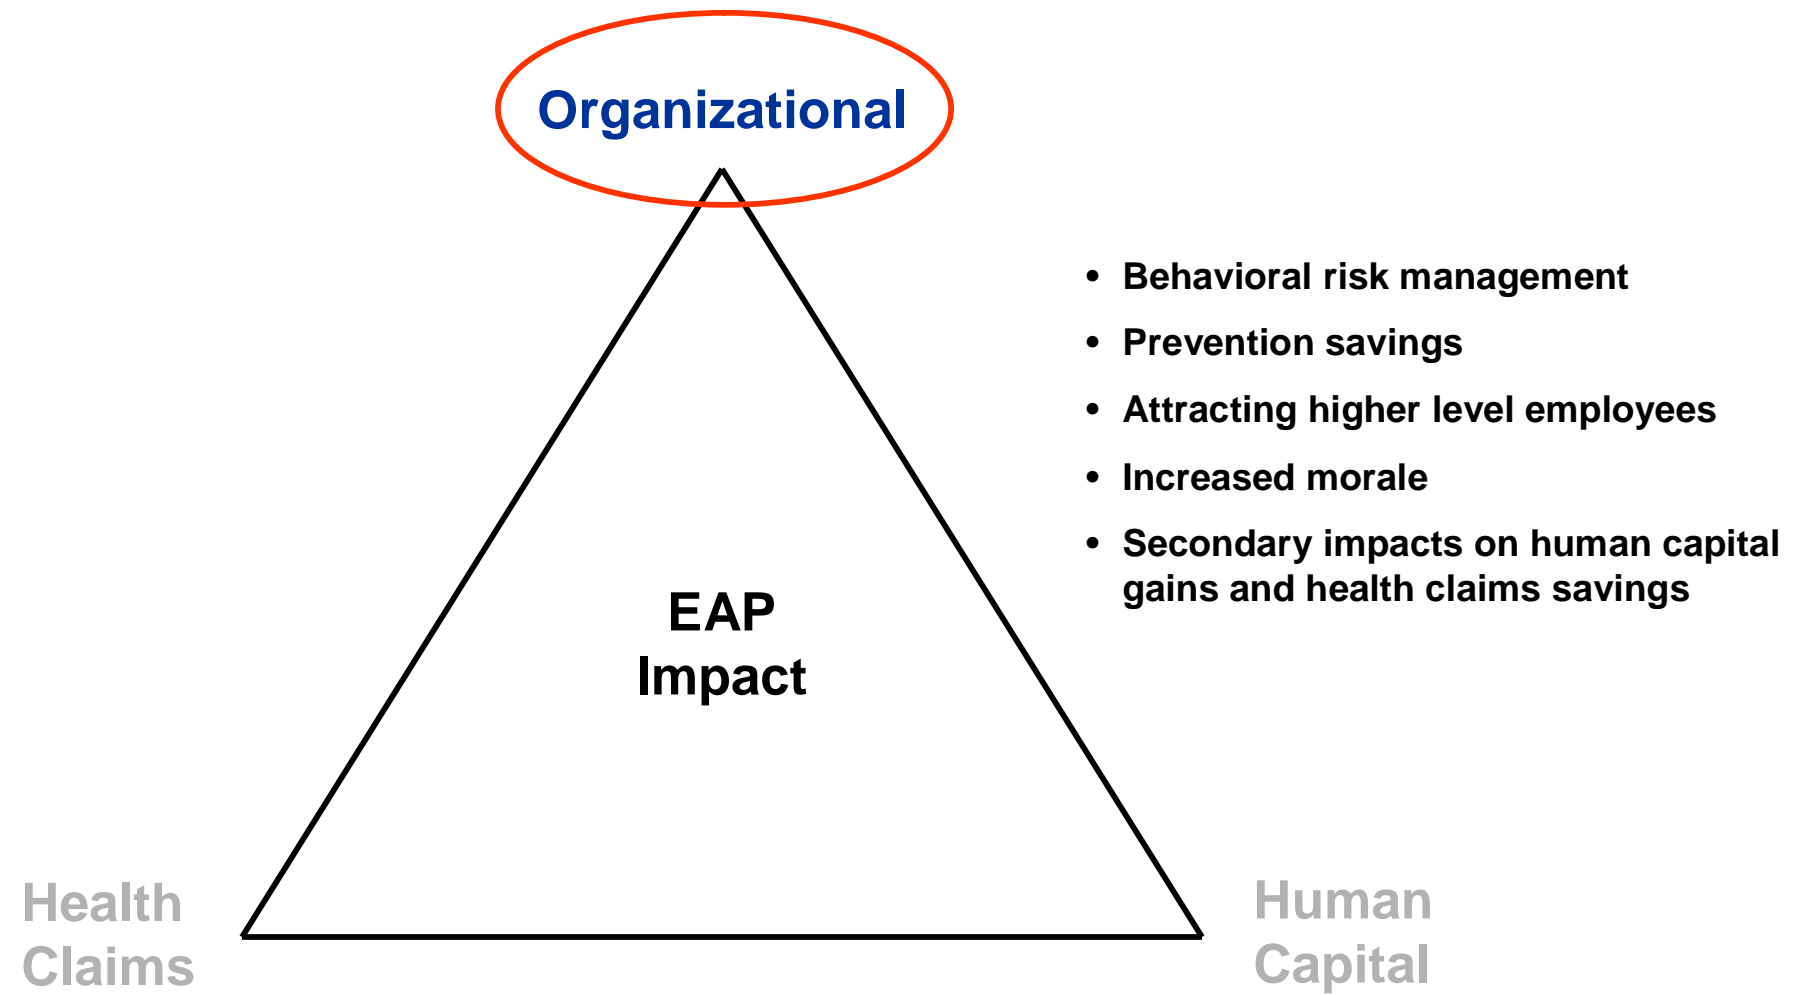 Organizational
• Behavioral risk management
• Prevention savings
• Attracting higher level employees
• Increased morale
• Secondary impacts on human capital
gains and health claims savings
EAP
Impact
Health
Claims
Human
Capital